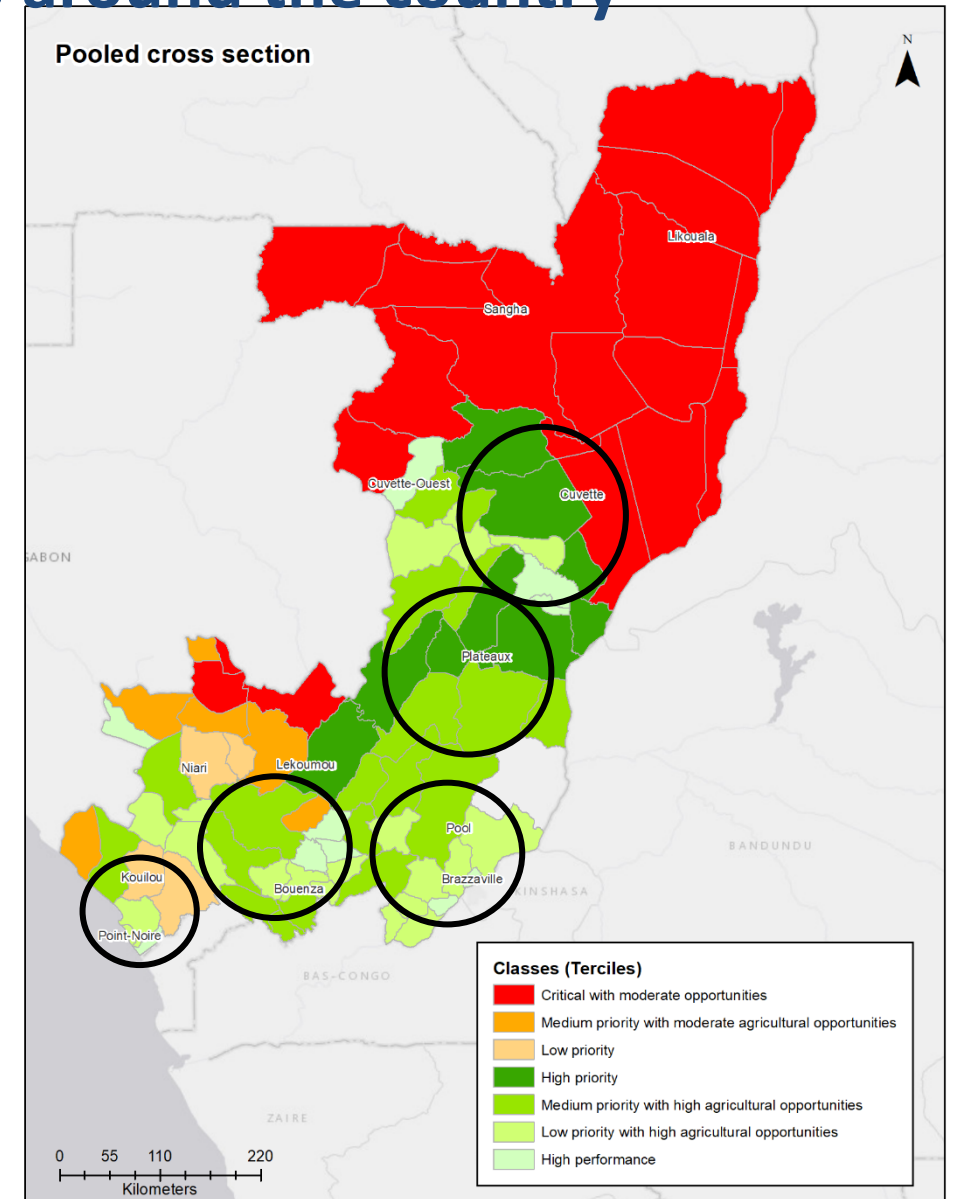 around the country
Pooled cross section
N
Likouala
Sangha
Cuvette-Ouest
Cuvette
GABON
Plateaux
Niari
Lekoumou
Pool
BANDUNDU
Kouilou
Brazzaville
KINSHASA
Bouenza
Point-Noire
BAS-CONGO
Classes (Terciles)
Critical with moderate opportunities
Medium priority with moderate agricultural opportunities
Low priority
High priority
Medium priority with high agricultural opportunities
Low priority with high agricultural opportunities
High performance
ZAIRE
0 55 110 220
Kilometers